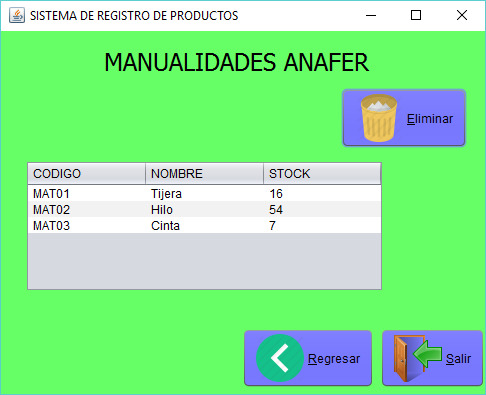 SISTEMA DE REGISTRO DE PRODUCTOS
MANUALIDADES ANAFER
Eliminar
CODIGO NOMBRE STOCK
MAT01 Tijera 16
MAT02 Hilo 54
MAT03 Cinta 7
Regresar Salir